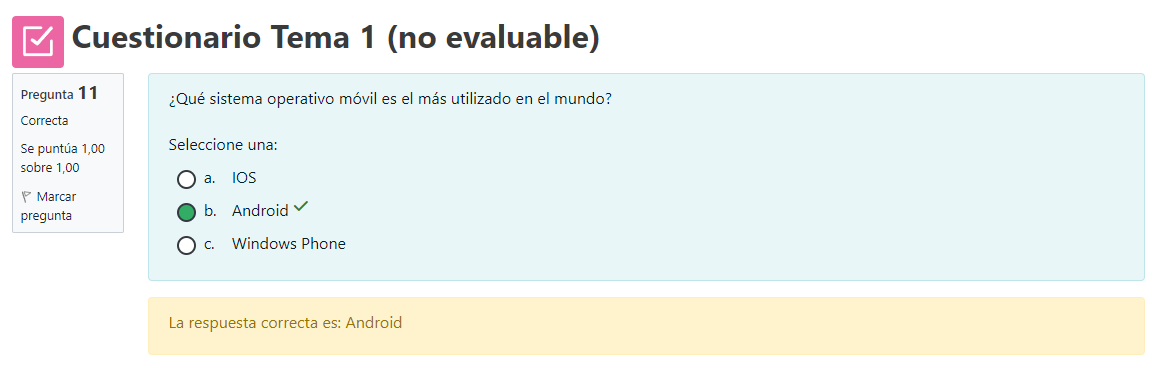 Cuestionario Tema 1 (no evaluable)
Pregunta 11
Correcta
Se puntúa 1,00
sobre 1,00
Marcar
pregunta
¿Qué sistema operativo móvil es el más utilizado en el mundo?
Seleccione una:
a. IOS
b. Android
c. Windows Phone
La respuesta correcta es: Android